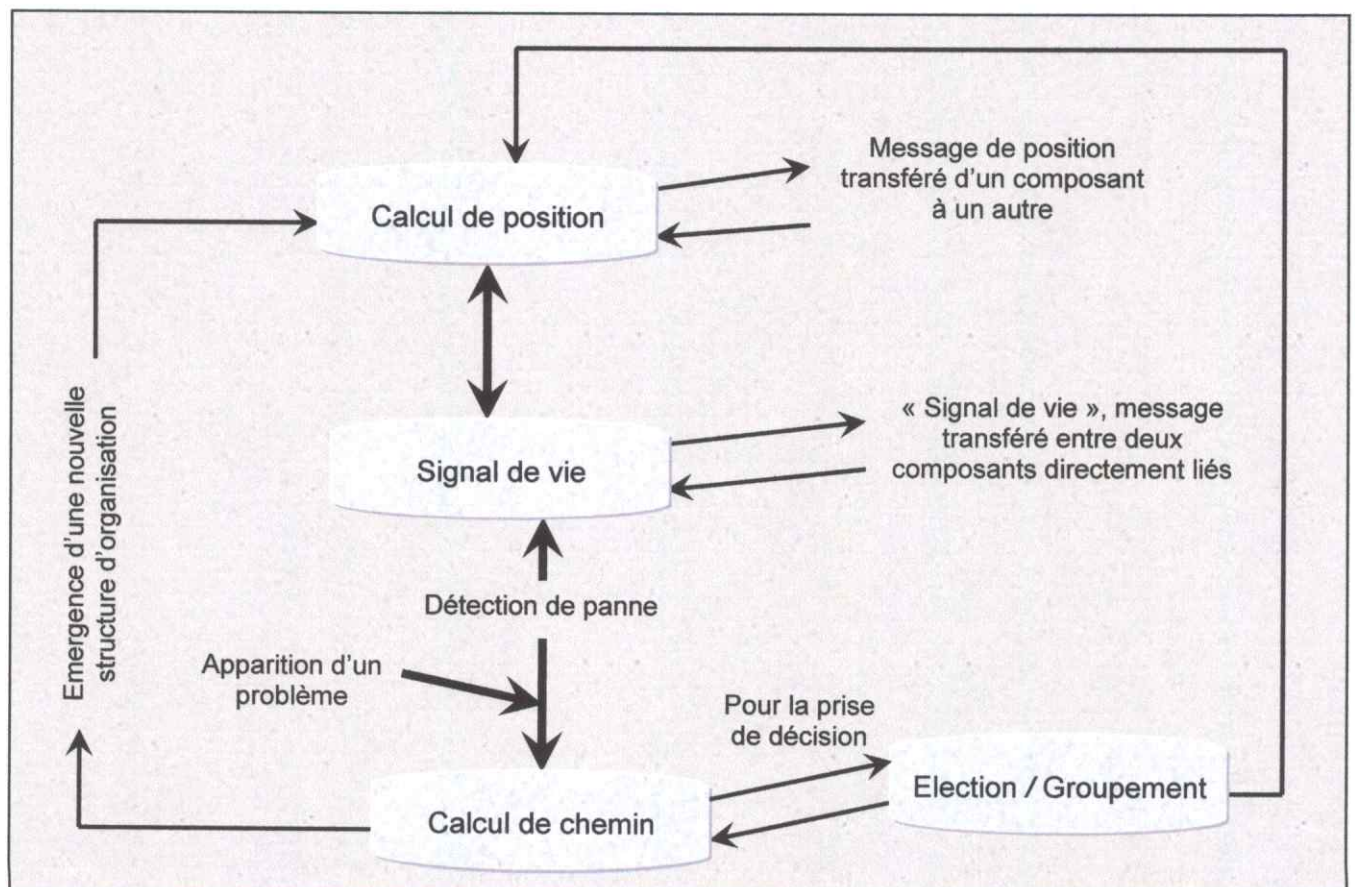 Message de position
transféré d'un composant
à un autre
Calcul de position
« Signal de vie », message
transféré entre deux
composants directement liés
Signal de vie
Emergence d'une nouvelle
structure d'organisation
Détection de panne
Apparition d'un
problème
Pour la prise
de décision
Election / Groupement
Calcul de chemin